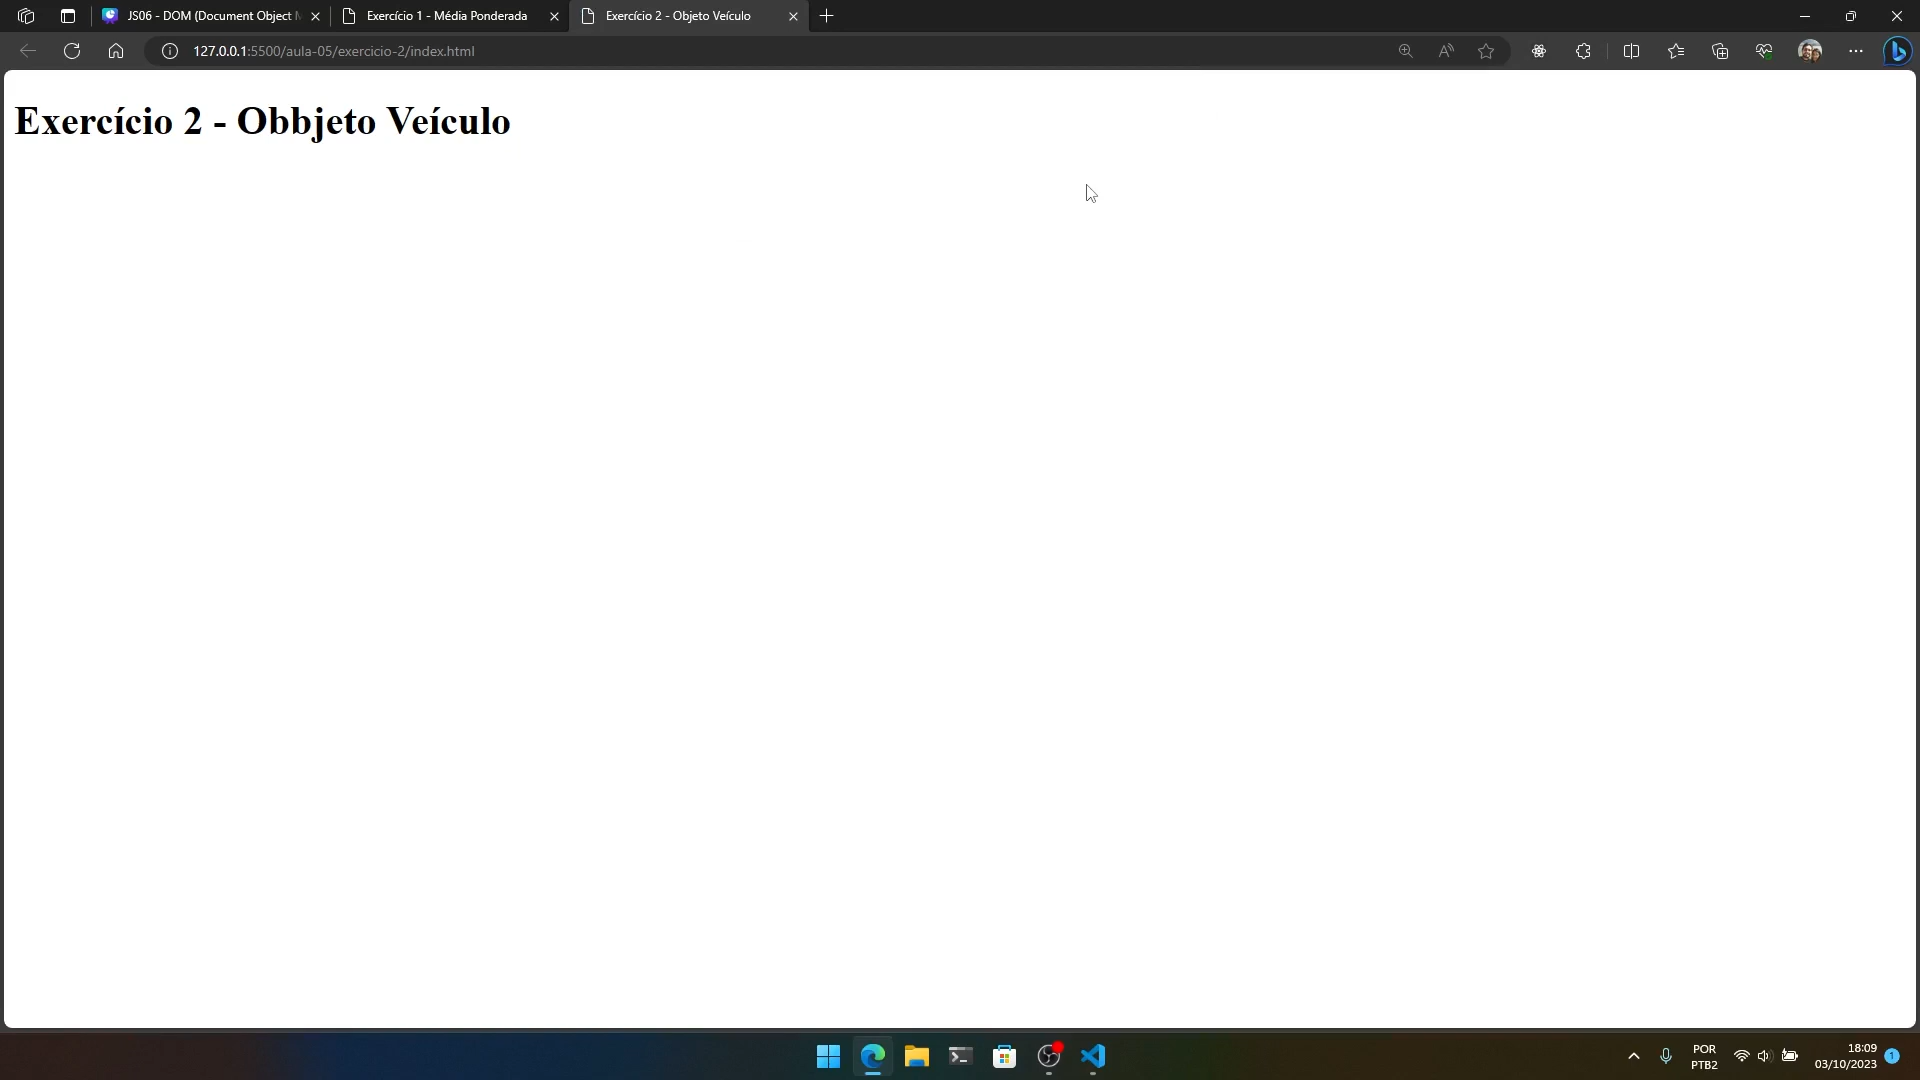 JS06 - DOM (Document Object M
Exercício 1 - Média Ponderada
Exercício 2 - Objeto Veículo
127.0.0.1:5500/aula-05/exercicio-2/index.html
Exercício 2 - Obbjeto Veículo
POR
PTB2
18:09
03/10/2023
1